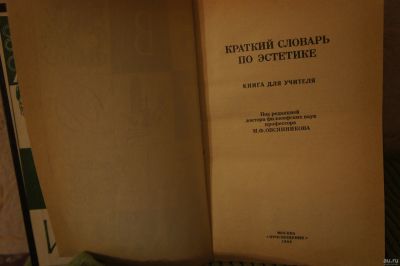 КРАТКИЙ СЛОВАРЬ
ПО ЭСТЕТИКЕ
КНИГА ДЛЯ УЧИТЕЛЯ
Под редакцией
доктора философских наук
профессора
М.Ф. ОВСЯННИКОВА
МОСКВА
«ПРОСВЕЩЕНИЕ»
au.ru